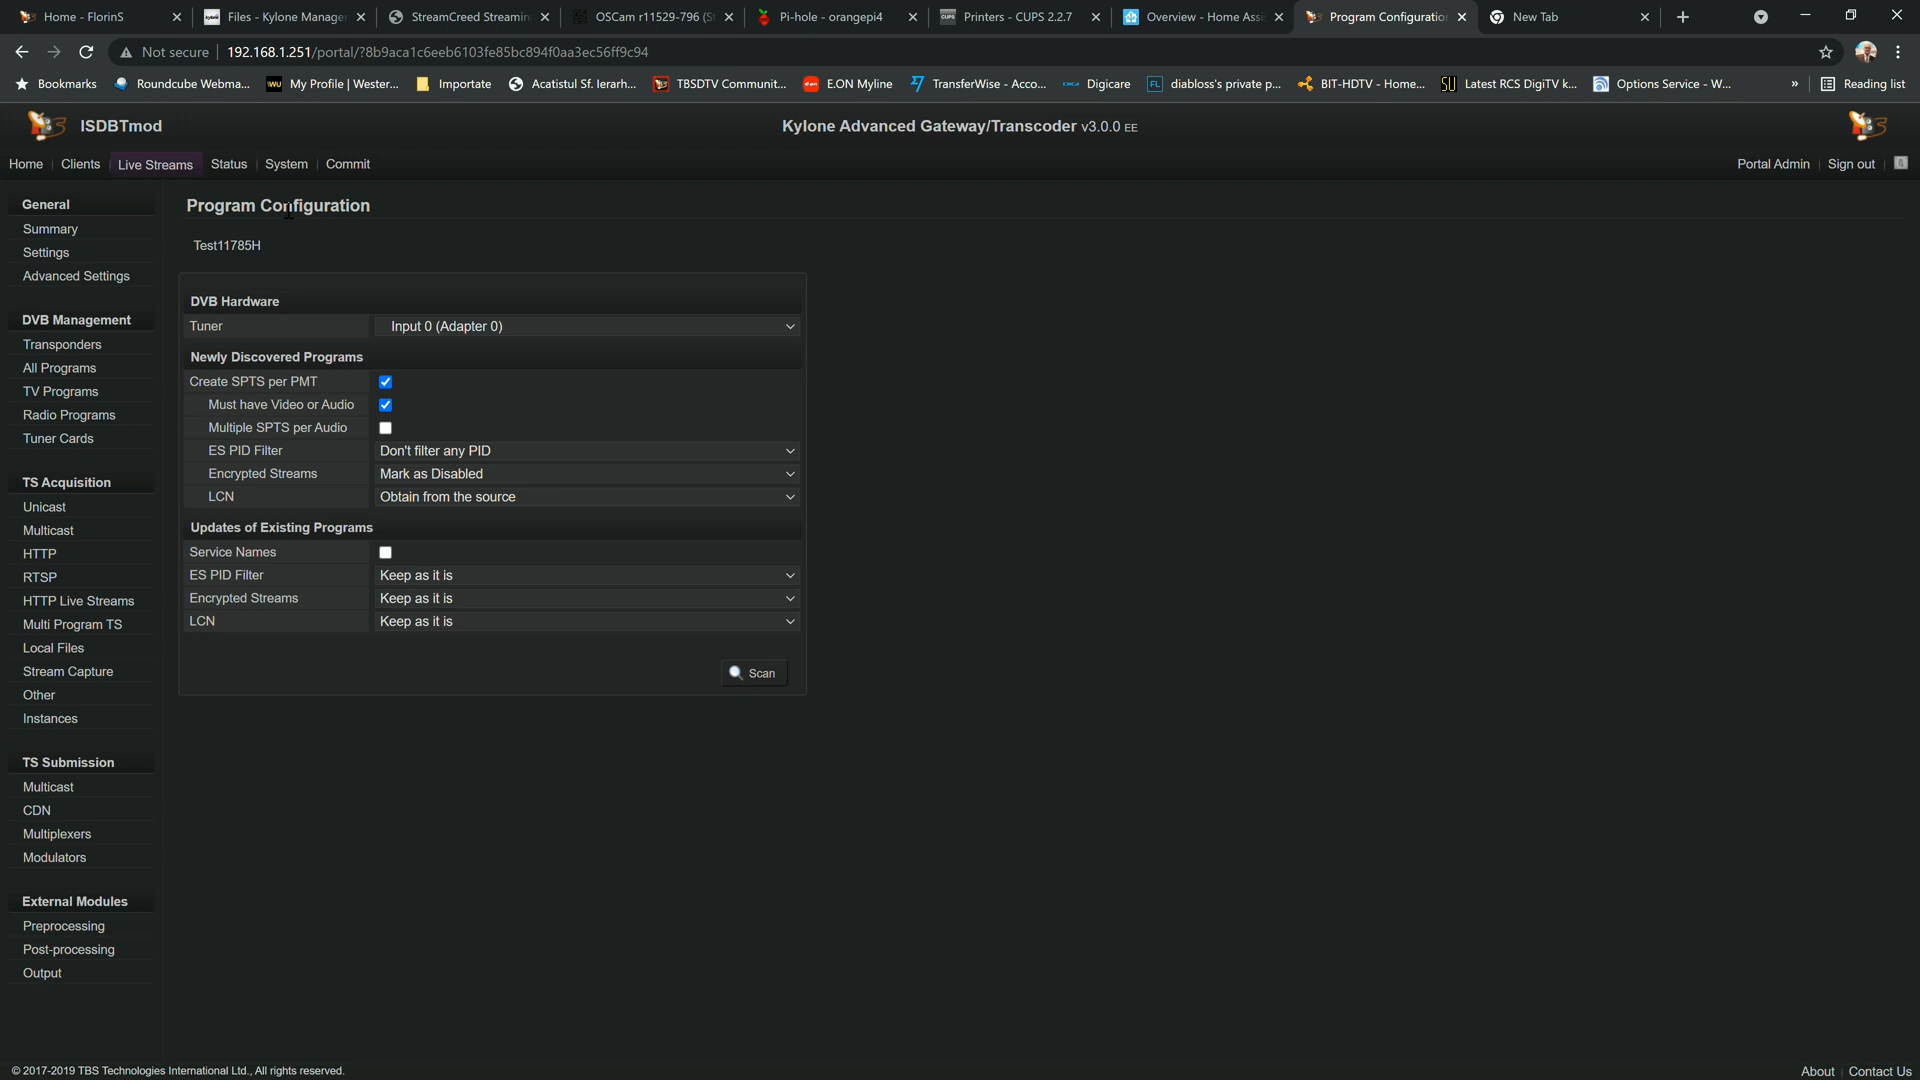 Home - FlorinS
Files - Kylone Manage
StreamCreed Streamin
OSCam r11529-796 (S
Pi-hole - orangepi4
CUPS Printers - CUPS 2.2.7
Overview - Home Assi
Program Configuratio
New Tab
Not secure 192.168.1.251/portal/?8b9aca1c6eeb6103fe85bc894f0aa3ec56ff9c94
Bookmarks
Roundcube Webma...
WU My Profile | Wester...
Importate
Acatistul Sf. Ierarh...
TBSDTV Communit...
e.on E.ON Myline
TransferWise - Acco...
Digicare
FL diabloss's private p...
BIT-HDTV - Home...
SU Latest RCS DigiTV k...
Options Service - W...
»
Reading list
ISDBTmod
Kylone Advanced Gateway/Transcoder v3.0.0 EE
Home
Clients
Live Streams
Status
System
Commit
Portal Admin
Sign out
General
Summary
Settings
Advanced Settings
DVB Management
Transponders
All Programs
TV Programs
Radio Programs
Tuner Cards
TS Acquisition
Unicast
Multicast
HTTP
RTSP
HTTP Live Streams
Multi Program TS
Local Files
Stream Capture
Other
Instances
TS Submission
Multicast
CDN
Multiplexers
Modulators
External Modules
Preprocessing
Post-processing
Output
Program Configuration
Test11785H
DVB Hardware
Tuner Input 0 (Adapter 0)
Newly Discovered Programs
Create SPTS per PMT
Must have Video or Audio
Multiple SPTS per Audio
ES PID Filter Don't filter any PID
Encrypted Streams Mark as Disabled
LCN Obtain from the source
Updates of Existing Programs
Service Names
ES PID Filter Keep as it is
Encrypted Streams Keep as it is
LCN Keep as it is
Scan
© 2017-2019 TBS Technologies International Ltd., All rights reserved.
About
Contact Us